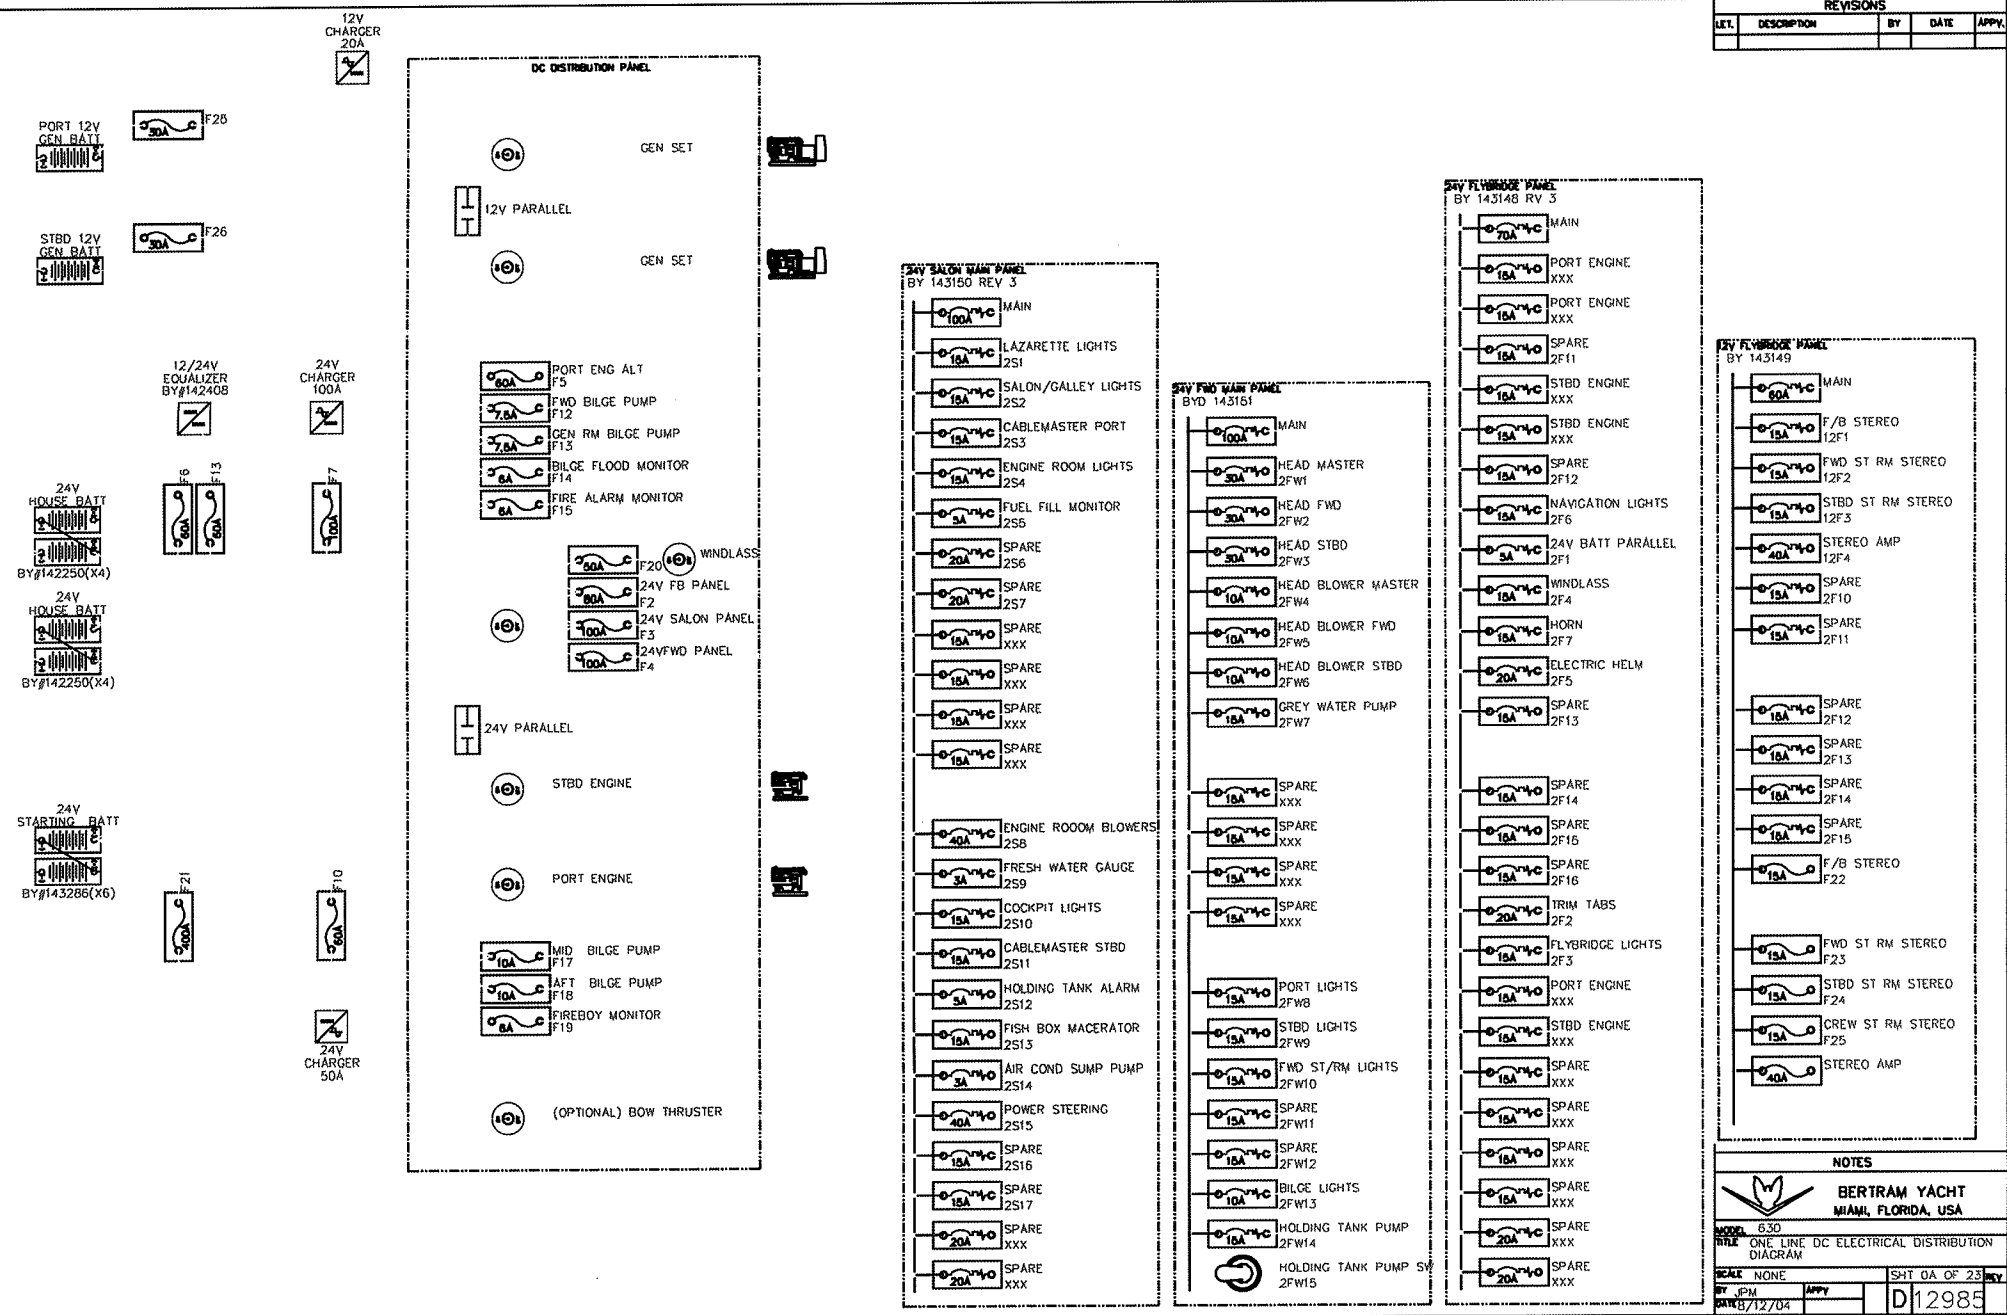 12V
CHARGER
20A
PORT 12V
GEN BATT
30A
F25
STBD 12V
GEN BATT
30A
F26
12/24V
EQUALIZER
BY#142408
24V
CHARGER
100A
F6
60A
F13
60A
F7
100A
24V
HOUSE BATT
BY#142250(X4)
24V
HOUSE BATT
BY#142250(X4)
24V
STARTING BATT
BY#143286(X6)
F21
400A
F10
60A
24V
CHARGER
50A
DC DISTRIBUTION PANEL
GEN SET
12V PARALLEL
GEN SET
60A PORT ENG ALT
F5
7.5A FWD BILGE PUMP
F12
7.5A GEN RM BILGE PUMP
F13
5A BILGE FLOOD MONITOR
F14
5A FIRE ALARM MONITOR
F15
50A F20 WINDLASS
80A 24V FB PANEL
F2
100A 24V SALON PANEL
F3
100A 24VFWD PANEL
F4
24V PARALLEL
STBD ENGINE
PORT ENGINE
10A MID BILGE PUMP
F17
10A AFT BILGE PUMP
F18
5A FIREBOY MONITOR
F19
(OPTIONAL) BOW THRUSTER
24V SALON MAIN PANEL
BY 143150 REV 3
100A MAIN
15A LAZARETTE LIGHTS
2S1
15A SALON/GALLEY LIGHTS
2S2
15A CABLEMASTER PORT
2S3
15A ENGINE ROOM LIGHTS
2S4
5A FUEL FILL MONITOR
2S5
20A SPARE
2S6
20A SPARE
2S7
15A SPARE
XXX
15A SPARE
XXX
15A SPARE
XXX
15A SPARE
XXX
40A ENGINE ROOOM BLOWERS
2S8
3A FRESH WATER GAUGE
2S9
15A COCKPIT LIGHTS
2S10
15A CABLEMASTER STBD
2S11
5A HOLDING TANK ALARM
2S12
15A FISH BOX MACERATOR
2S13
3A AIR COND SUMP PUMP
2S14
40A POWER STEERING
2S15
15A SPARE
2S16
15A SPARE
2S17
20A SPARE
XXX
20A SPARE
XXX
24V FWD MAIN PANEL
BYD 143151
100A MAIN
30A HEAD MASTER
2FW1
30A HEAD FWD
2FW2
30A HEAD STBD
2FW3
10A HEAD BLOWER MASTER
2FW4
10A HEAD BLOWER FWD
2FW5
10A HEAD BLOWER STBD
2FW6
15A GREY WATER PUMP
2FW7
15A SPARE
XXX
15A SPARE
XXX
15A SPARE
XXX
15A SPARE
XXX
15A PORT LIGHTS
2FW8
15A STBD LIGHTS
2FW9
15A FWD ST/RM LIGHTS
2FW10
15A SPARE
2FW11
15A SPARE
2FW12
10A BILGE LIGHTS
2FW13
15A HOLDING TANK PUMP
2FW14
HOLDING TANK PUMP SW
2FW15
24V FLYBRIDGE PANEL
BY 143148 RV 3
70A MAIN
15A PORT ENGINE
XXX
15A PORT ENGINE
XXX
15A SPARE
2F11
15A STBD ENGINE
XXX
15A STBD ENGINE
XXX
15A SPARE
2F12
15A NAVIGATION LIGHTS
2F6
5A 24V BATT PARALLEL
2F1
15A WINDLASS
2F4
15A HORN
2F7
20A ELECTRIC HELM
2F5
15A SPARE
2F13
15A SPARE
2F14
15A SPARE
2F15
15A SPARE
2F16
20A TRIM TABS
2F2
15A FLYBRIDGE LIGHTS
2F3
15A PORT ENGINE
XXX
15A STBD ENGINE
XXX
15A SPARE
XXX
15A SPARE
XXX
15A SPARE
XXX
15A SPARE
XXX
20A SPARE
XXX
20A SPARE
XXX
12V FLYBRIDGE PANEL
BY 143149
60A MAIN
15A F/B STEREO
12F1
15A FWD ST RM STEREO
12F2
15A STBD ST RM STEREO
12F3
40A STEREO AMP
12F4
15A SPARE
2F10
15A SPARE
2F11
15A SPARE
2F12
15A SPARE
2F13
15A SPARE
2F14
15A SPARE
2F15
15A F/B STEREO
F22
15A FWD ST RM STEREO
F23
15A STBD ST RM STEREO
F24
15A CREW ST RM STEREO
F25
40A STEREO AMP
REVISIONS
LET. DESCRIPTION BY DATE APPV.
NOTES
BERTRAM YACHT
MIAMI, FLORIDA, USA
MODEL 630
TITLE ONE LINE DC ELECTRICAL DISTRIBUTION
DIAGRAM
SCALE NONE SHT 0A OF 23 REV
BY JPM APPV
DATE 8/12/04 D 12985